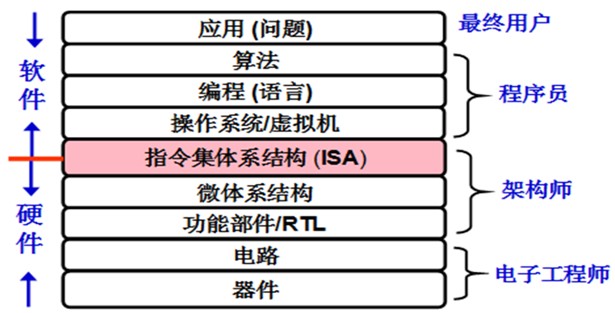 应用 (问题)
最终用户
算法
软件
编程 (语言)
程序员
操作系统/虚拟机
指令集体系结构 (ISA)
微体系结构
架构师
硬件
功能部件/RTL
电路
电子工程师
器件